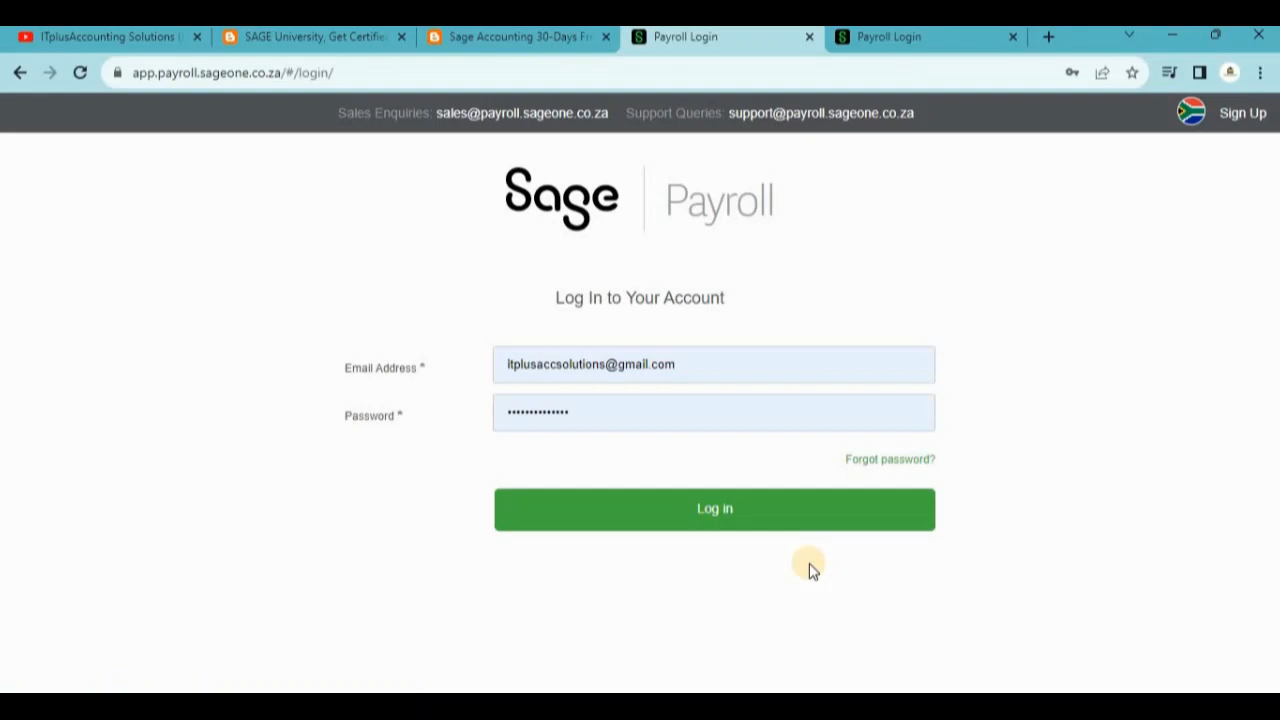 ITplusAccounting Solutions (
SAGE University, Get Certifie
Sage Accounting 30-Days Fr
Payroll Login
Payroll Login
app.payroll.sageone.co.za/#/login/
Sales Enquiries: sales@payroll.sageone.co.za Support Queries: support@payroll.sageone.co.za
Sign Up
Sage Payroll
Log In to Your Account
Email Address * itplusaccsolutions@gmail.com
Password * ••••••••••••••
Forgot password?
Log in